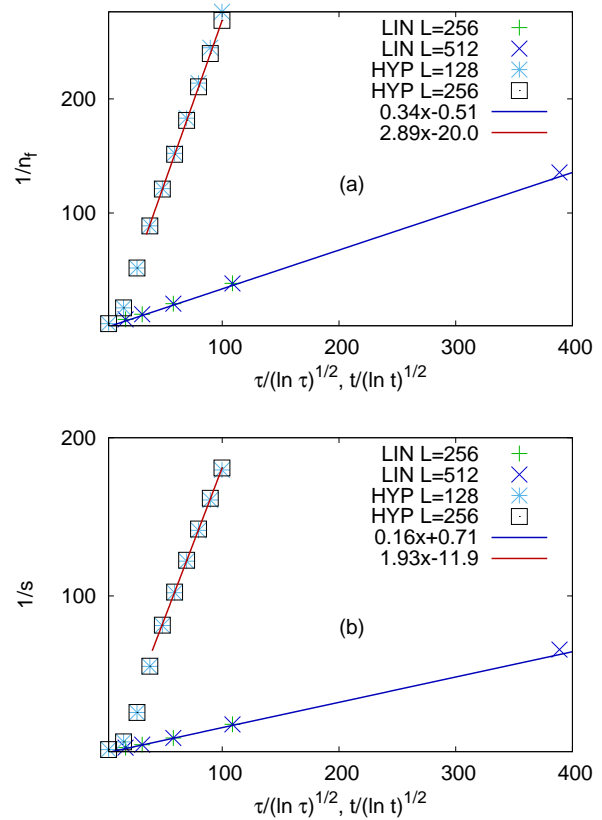 LIN L=256
LIN L=512
HYP L=128
HYP L=256
0.34x-0.51
2.89x-20.0
200
100
1/n_f
(a)
100 200 300 400
τ/(ln τ)^{1/2}, t/(ln t)^{1/2}
200
LIN L=256
LIN L=512
HYP L=128
HYP L=256
0.16x+0.71
1.93x-11.9
100
1/s
(b)
100 200 300 400
τ/(ln τ)^{1/2}, t/(ln t)^{1/2}